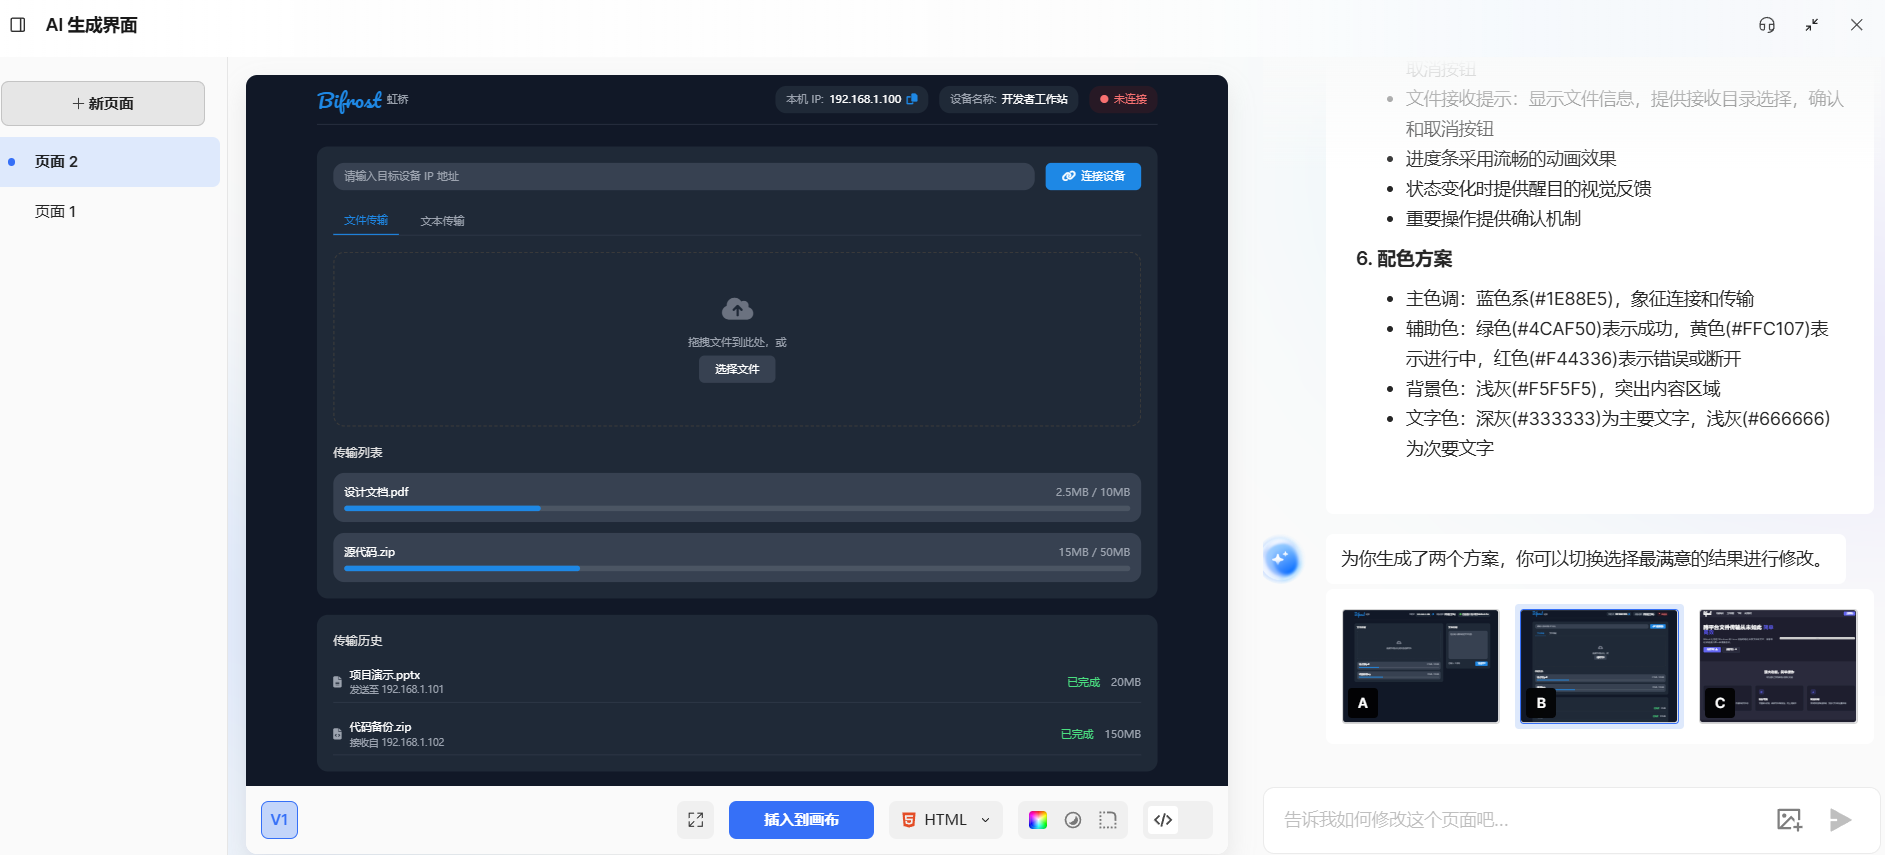 AI 生成界面
+ 新页面
页面 2
页面 1
Bifrost 虹桥
本机 IP: 192.168.1.100
设备名称: 开发者工作站
未连接
请输入目标设备 IP 地址
连接设备
文件传输
文本传输
拖拽文件到此处，或
选择文件
传输列表
设计文档.pdf
2.5MB / 10MB
源代码.zip
15MB / 50MB
传输历史
项目演示.pptx
发送至 192.168.1.101
已完成 20MB
代码备份.zip
接收自 192.168.1.102
已完成 150MB
V1
插入到画布
HTML
取消按钮
文件接收提示：显示文件信息，提供接收目录选择，确认
和取消按钮
进度条采用流畅的动画效果
状态变化时提供醒目的视觉反馈
重要操作提供确认机制
6. 配色方案
主色调：蓝色系(#1E88E5)，象征连接和传输
辅助色：绿色(#4CAF50)表示成功，黄色(#FFC107)表
示进行中，红色(#F44336)表示错误或断开
背景色：浅灰(#F5F5F5)，突出内容区域
文字色：深灰(#333333)为主要文字，浅灰(#666666)
为次要文字
为你生成了两个方案，你可以切换选择最满意的结果进行修改。
A
B
C
告诉我如何修改这个页面吧...